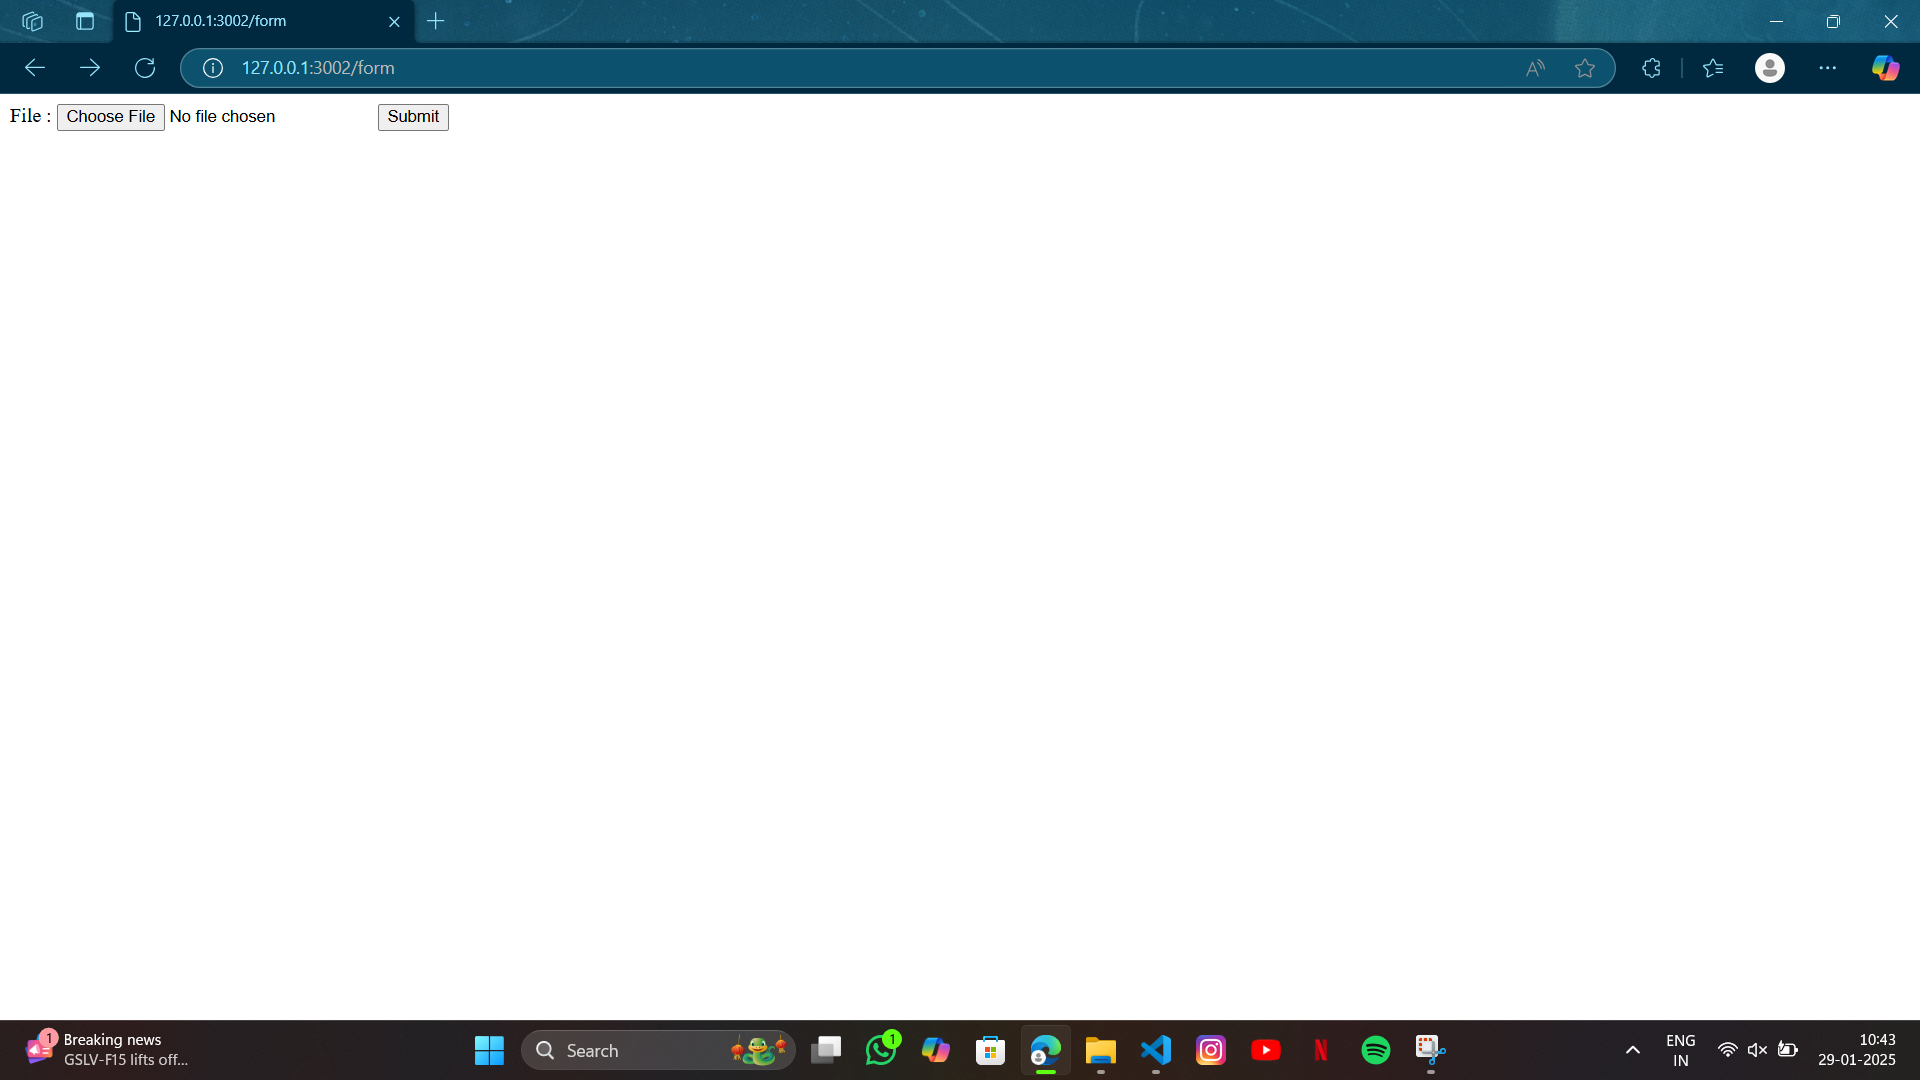 127.0.0.1:3002/form
127.0.0.1:3002/form
File : Choose File No file chosen Submit
1
Breaking news
GSLV-F15 lifts off...
Search
1
ENG
IN
10:43
29-01-2025